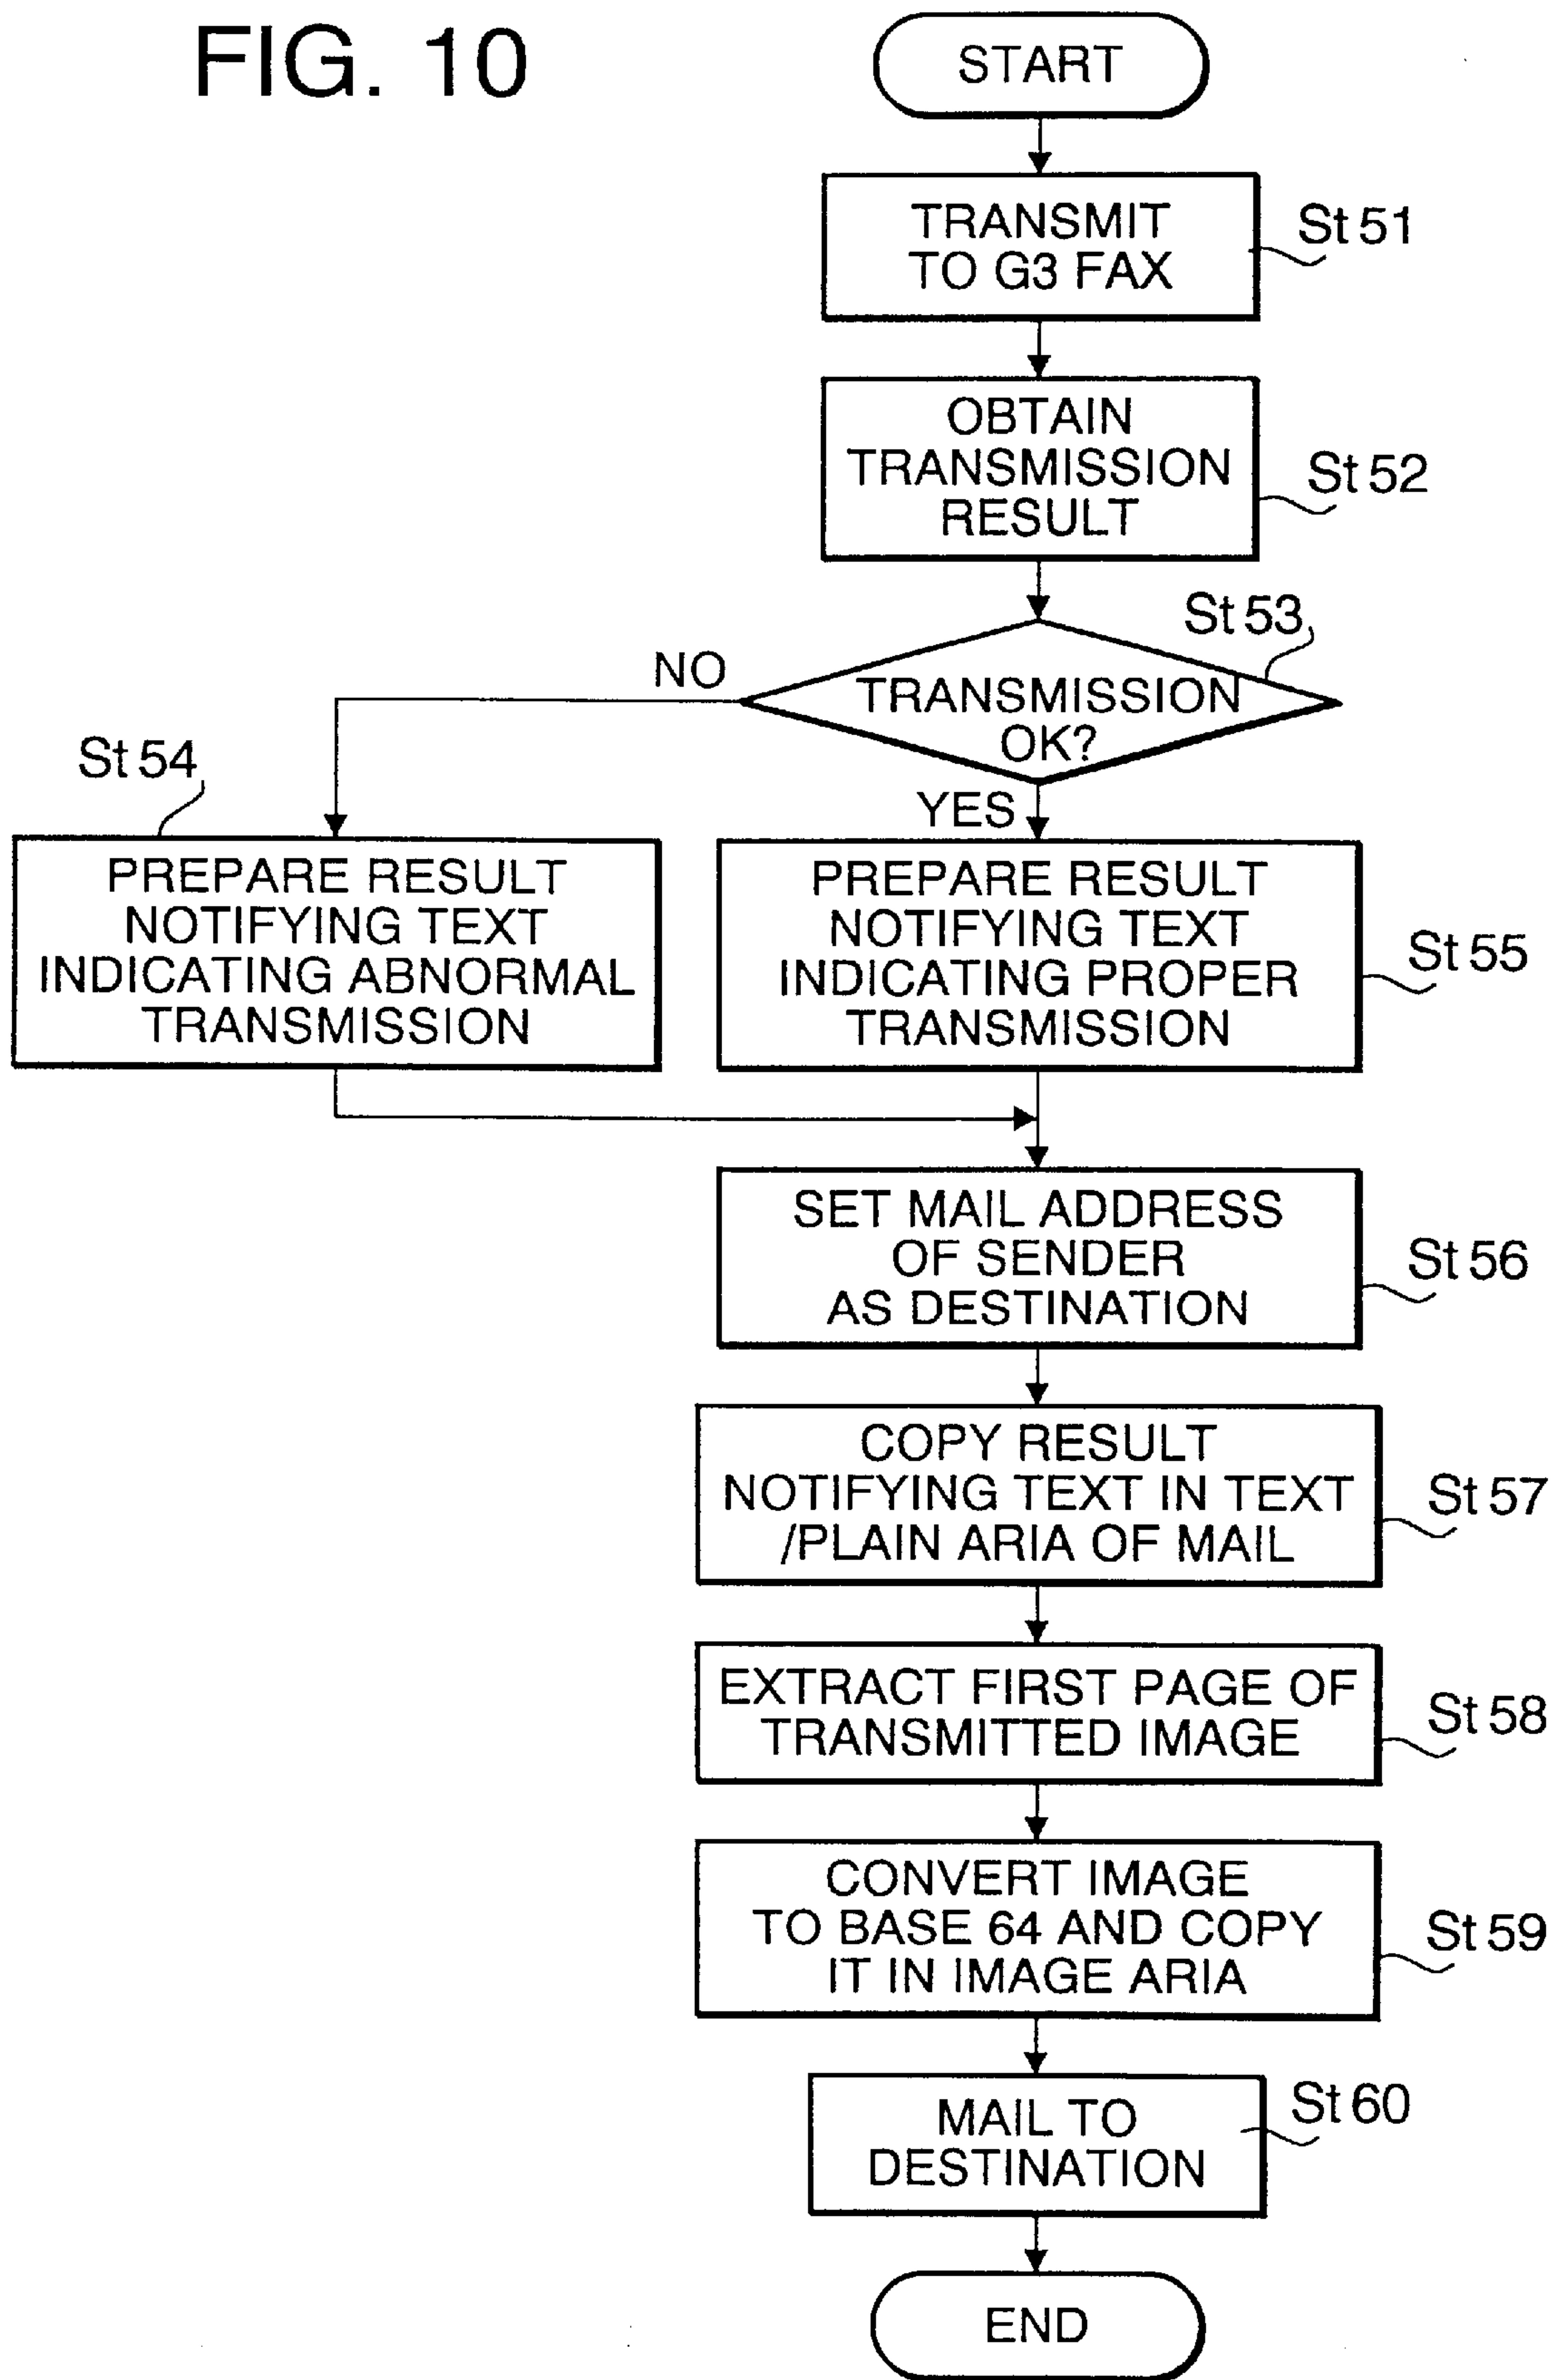 FIG. 10
START
TRANSMIT
TO G3 FAX
St 51
OBTAIN
TRANSMISSION
RESULT
St 52
St 53
TRANSMISSION
OK?
NO
YES
St 54
PREPARE RESULT
NOTIFYING TEXT
INDICATING ABNORMAL
TRANSMISSION
PREPARE RESULT
NOTIFYING TEXT
INDICATING PROPER
TRANSMISSION
St 55
SET MAIL ADDRESS
OF SENDER
AS DESTINATION
St 56
COPY RESULT
NOTIFYING TEXT IN TEXT
/PLAIN ARIA OF MAIL
St 57
EXTRACT FIRST PAGE OF
TRANSMITTED IMAGE
St 58
CONVERT IMAGE
TO BASE 64 AND COPY
IT IN IMAGE ARIA
St 59
MAIL TO
DESTINATION
St 60
END